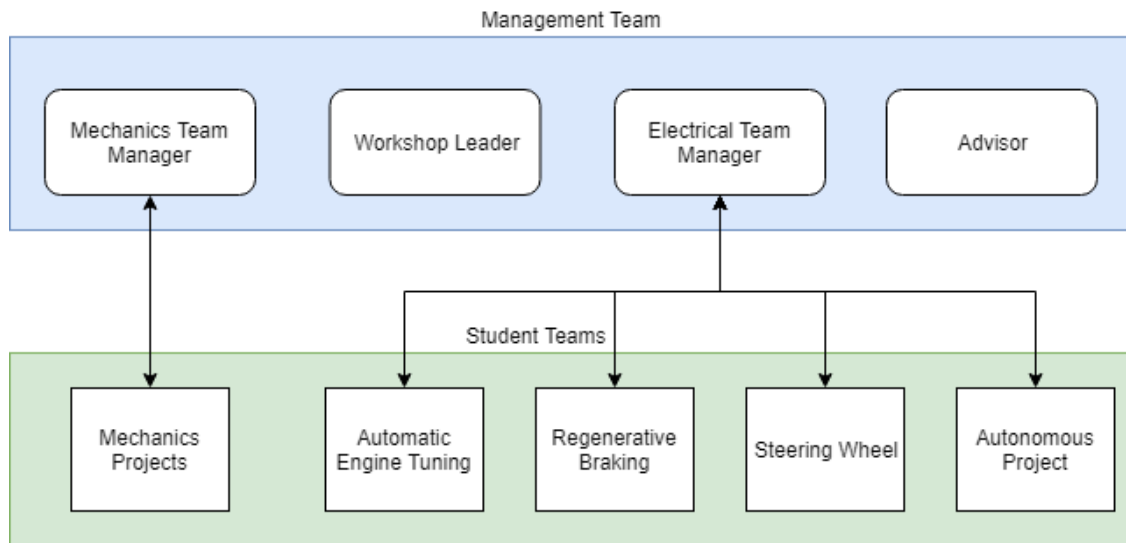 Management Team
Mechanics Team
Manager
Workshop Leader
Electrical Team
Manager
Advisor
Student Teams
Mechanics
Projects
Automatic
Engine Tuning
Regenerative
Braking
Steering Wheel
Autonomous
Project